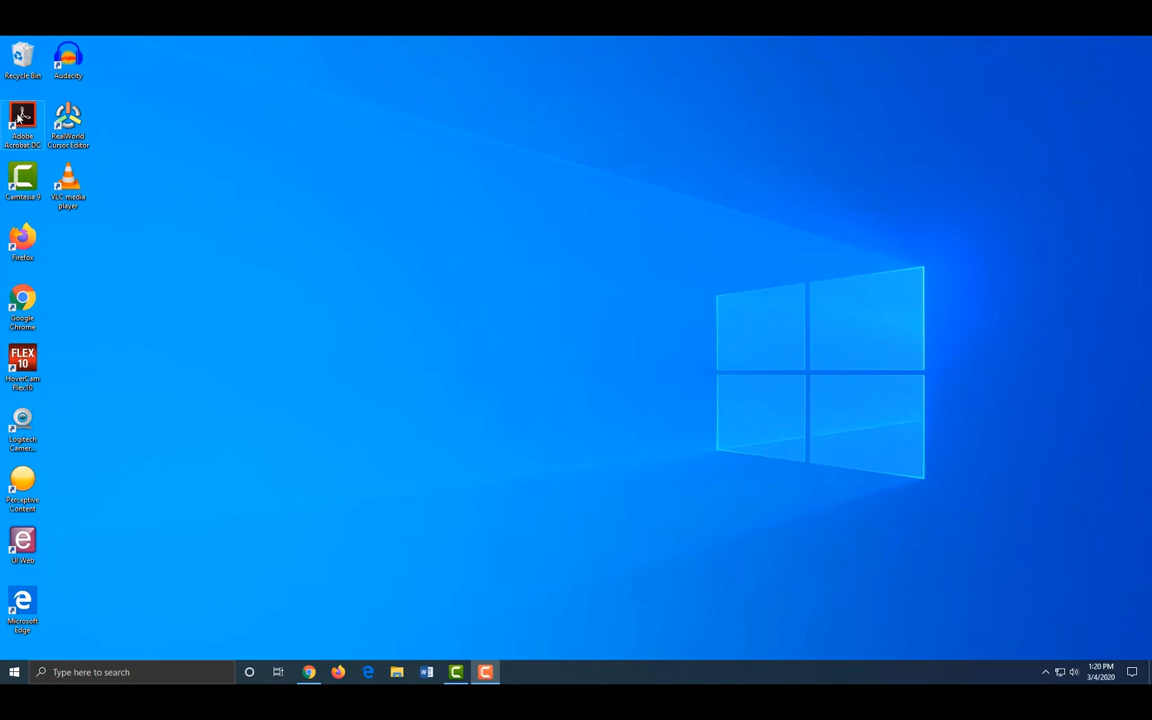 Recycle Bin
Audacity
Adobe
Acrobat DC
RealWorld
Cursor Editor
Camtasia 9
VLC media
player
Firefox
Google
Chrome
FLEX
10
HoverCam
Flex10
Logitech
Camer...
Perceptive
Content
UI Web
Microsoft
Edge
Type here to search
1:20 PM
3/4/2020